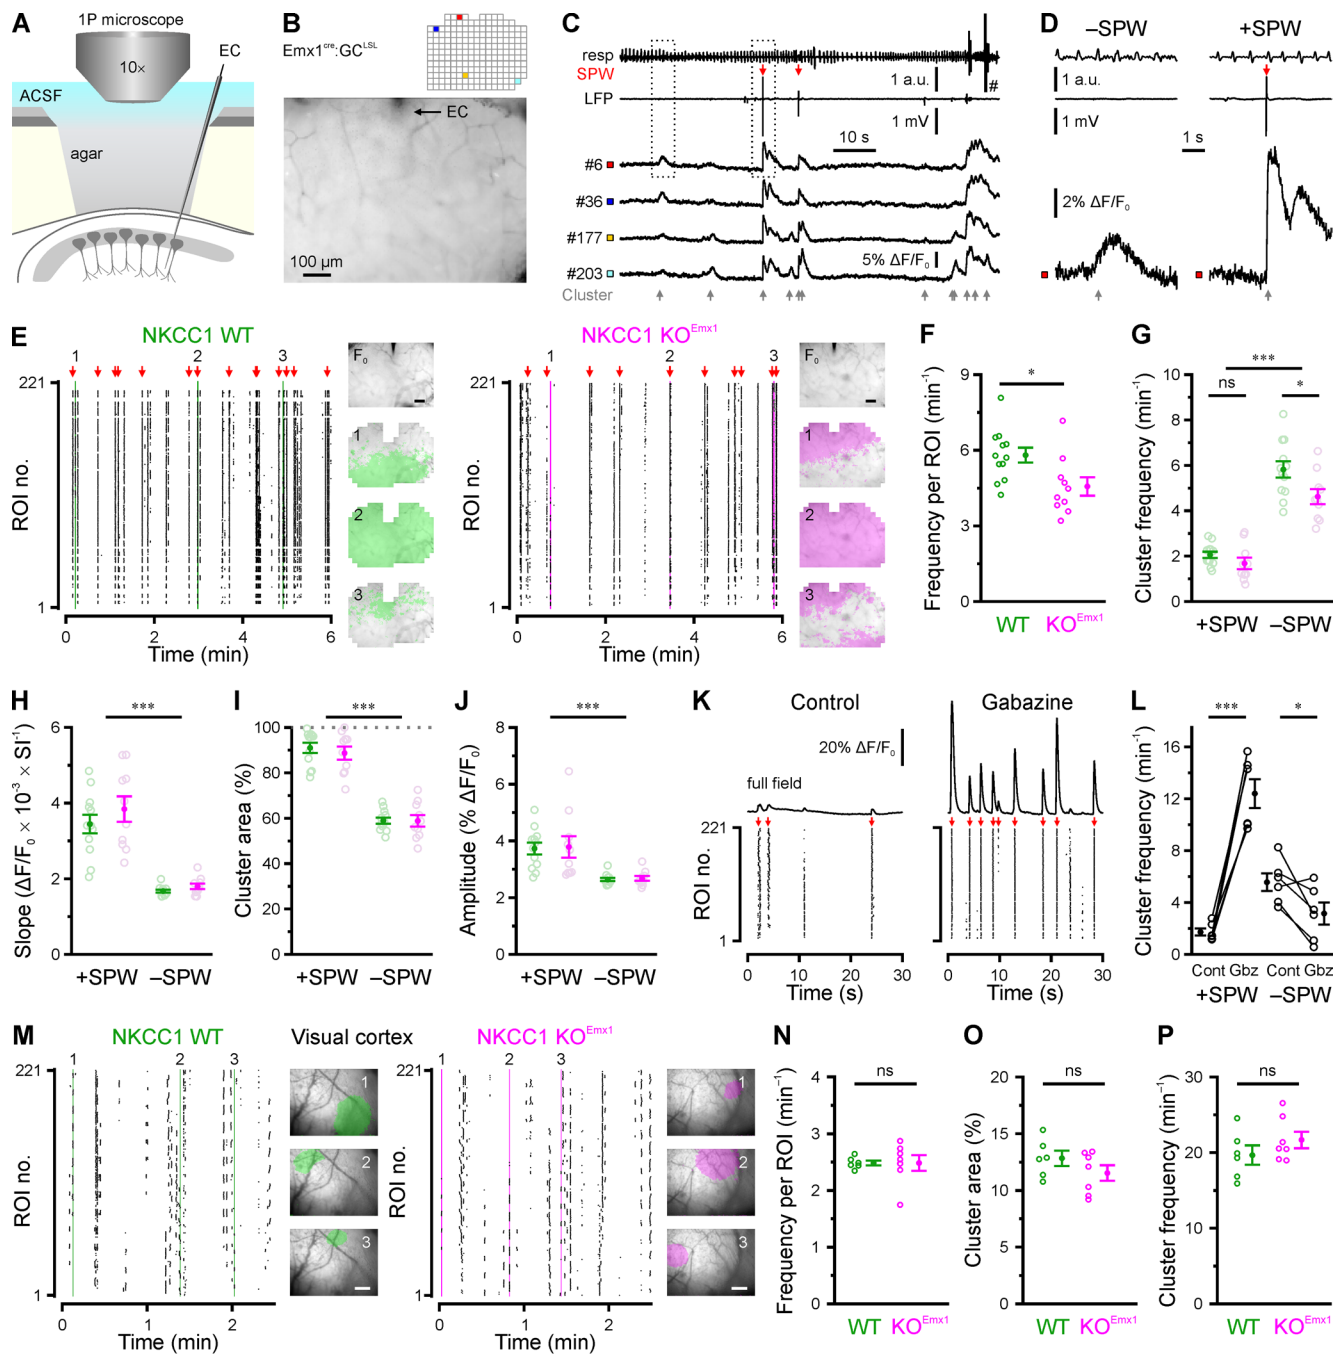 A
1P microscope
EC
10×
ACSF
agar
B
Emx1cre:GCLSL
EC
100 µm
C
resp
SPW
1 a.u.
#
LFP
1 mV
10 s
#6
#36
#177
#203
5% ΔF/F0
Cluster
D
–SPW
+SPW
1 a.u.
1 mV
1 s
2% ΔF/F0
E
NKCC1 WT
1
2
3
221
ROI no.
1
0
2
4
6
Time (min)
F0
1
2
3
NKCC1 KOEmx1
1
2
3
221
ROI no.
1
0
2
4
6
Time (min)
F0
1
2
3
F
Frequency per ROI (min⁻¹)
9
6
3
0
*
WT
KOEmx1
G
Cluster frequency (min⁻¹)
10
8
6
4
2
0
***
ns
*
+SPW
–SPW
H
Slope (ΔF/F0 × 10⁻³ × SI⁻¹)
6
4
2
0
***
+SPW
–SPW
I
Cluster area (%)
100
80
60
40
20
0
***
+SPW
–SPW
J
Amplitude (% ΔF/F0)
8
6
4
2
0
***
+SPW
–SPW
K
Control
Gabazine
20% ΔF/F0
full field
221
ROI no.
1
0
10
20
30
Time (s)
0
10
20
30
Time (s)
L
Cluster frequency (min⁻¹)
16
12
8
4
0
***
*
Cont Gbz
Cont Gbz
+SPW
–SPW
M
NKCC1 WT
Visual cortex
NKCC1 KOEmx1
1
2
3
221
ROI no.
1
0
1
2
Time (min)
1
2
3
1
2
3
221
ROI no.
1
0
1
2
Time (min)
1
2
3
N
Frequency per ROI (min⁻¹)
4
3
2
1
0
ns
WT
KOEmx1
O
Cluster area (%)
20
15
10
5
0
ns
WT
KOEmx1
P
Cluster frequency (min⁻¹)
30
20
10
0
ns
WT
KOEmx1